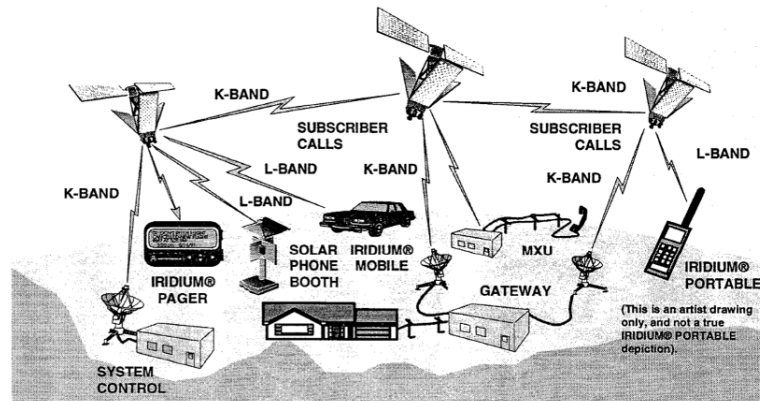 K-BAND
K-BAND
SUBSCRIBER
CALLS
SUBSCRIBER
CALLS
L-BAND
L-BAND
K-BAND
K-BAND
K-BAND
L-BAND
IRIDIUM®
PAGER
SOLAR
PHONE
BOOTH
IRIDIUM®
MOBILE
MXU
IRIDIUM®
PORTABLE
GATEWAY
(This is an artist drawing
only, and not a true
IRIDIUM® PORTABLE
depiction).
SYSTEM
CONTROL